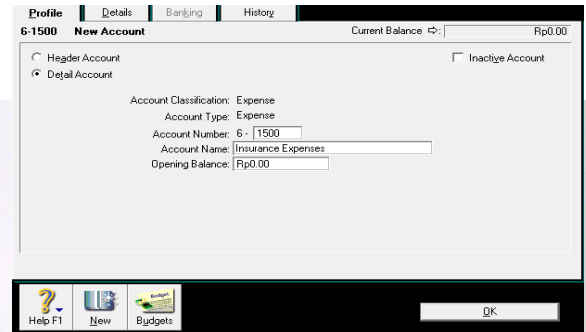 Profile Details Banking History
6-1500 New Account Current Balance ⇨: Rp0.00
Header Account Inactive Account
Detail Account
Account Classification: Expense
Account Type: Expense
Account Number: 6 - 1500
Account Name: Insurance Expenses
Opening Balance: Rp0.00
Budget
Help F1 New Budgets OK